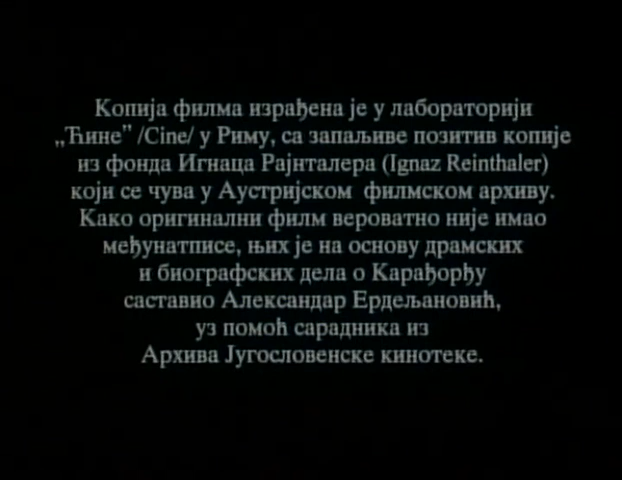 Копија филма израђена је у лабораторији
„Ћине” /Cine/ у Риму, са запаљиве позитив копије
из фонда Игнаца Рајнталера (Ignaz Reinthaler)
који се чува у Аустријском филмском архиву.
Како оригинални филм вероватно није имао
међунатписе, њих је на основу драмских
и биографских дела о Карађорђу
саставио Александар Ердељановић,
уз помоћ сарадника из
Архива Југословенске кинотеке.